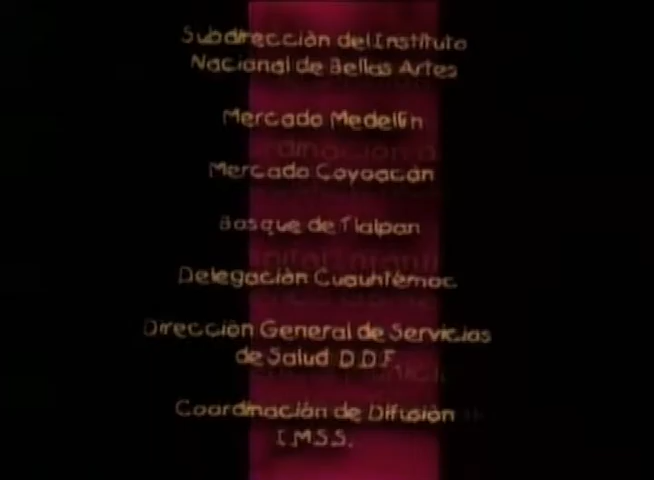 Subdirección del Instituto
Nacional de Bellas Artes
Mercado Medellín
Mercado Coyoacán
Bosque de Tlalpan
Delegación Cuauhtémoc
Dirección General de Servicios
de Salud D.D.F.
Coordinación de Difusión
I.M.S.S.